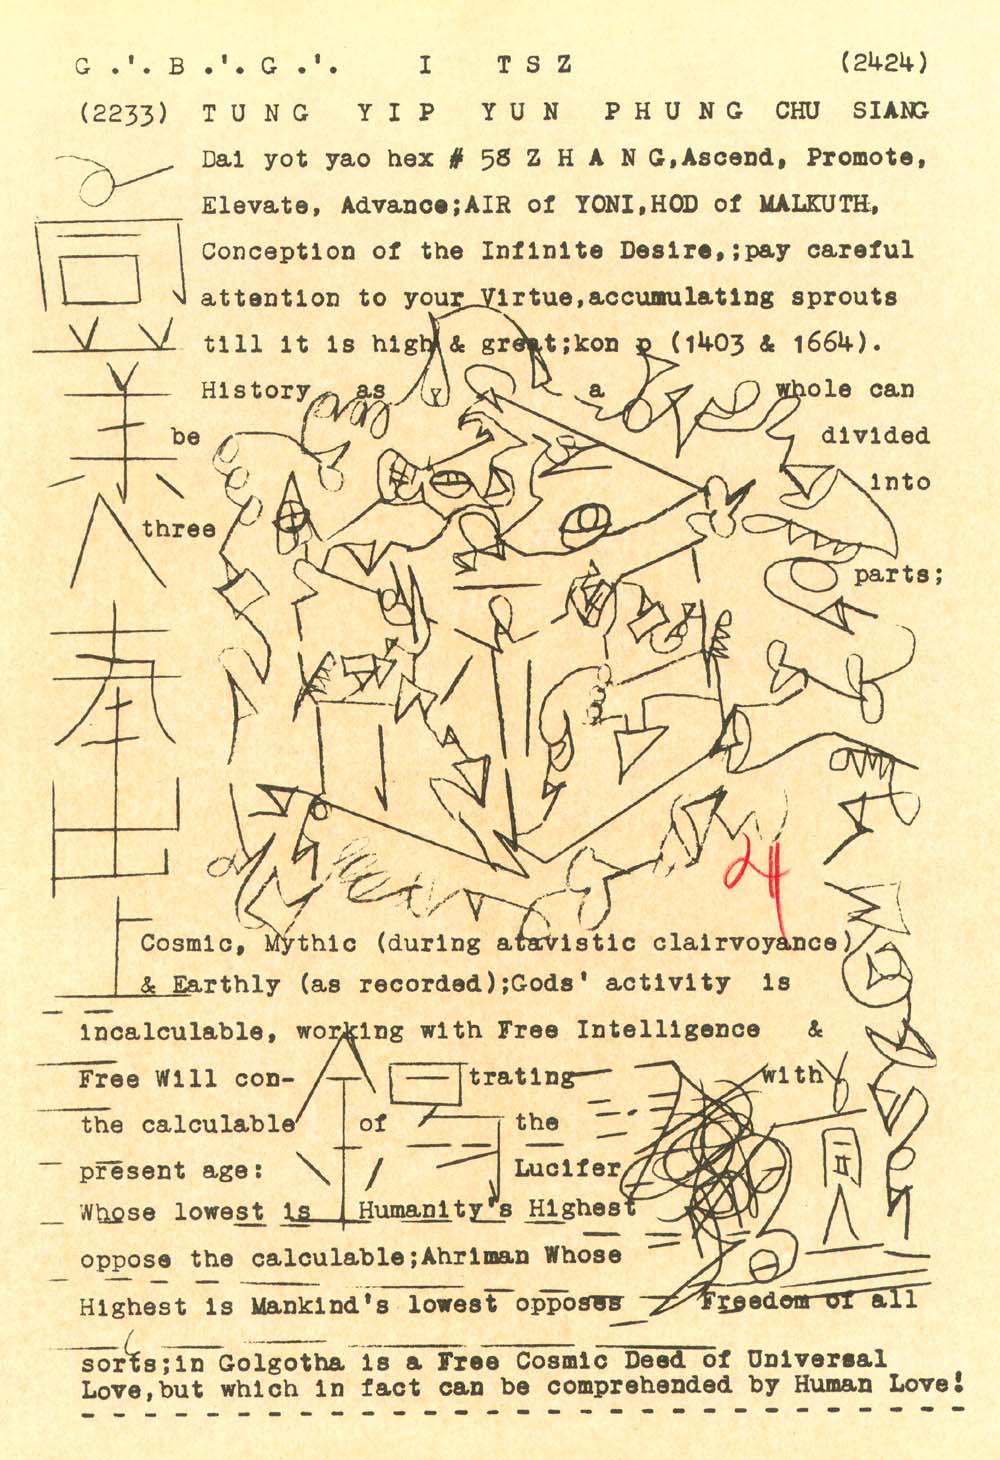 G .'. B .'. G .'. I TSZ (2424)
(2233) TUNG YIP YUN PHUNG CHU SIANG
Dai yot yao hex # 58 Z H A N G,Ascend, Promote,
Elevate, Advance;AIR of YONI,HOD of MALKUTH,
Conception of the Infinite Desire,;pay careful
attention to your Virtue,accumulating sprouts
till it is high & great;kon p (1403 & 1664).
History as a whole can
be divided
into
three
parts;
24
Cosmic, Mythic (during atavistic clairvoyance)
& Earthly (as recorded);Gods' activity is
incalculable, working with Free Intelligence &
Free Will con- trating with
the calculable of the
present age: Lucifer
Whose lowest is Humanity's Highest
oppose the calculable;Ahriman Whose
Highest is Mankind's lowest opposes Freedom of all
sorts;in Golgotha is a Free Cosmic Deed of Universal
Love,but which in fact can be comprehended by Human Love!